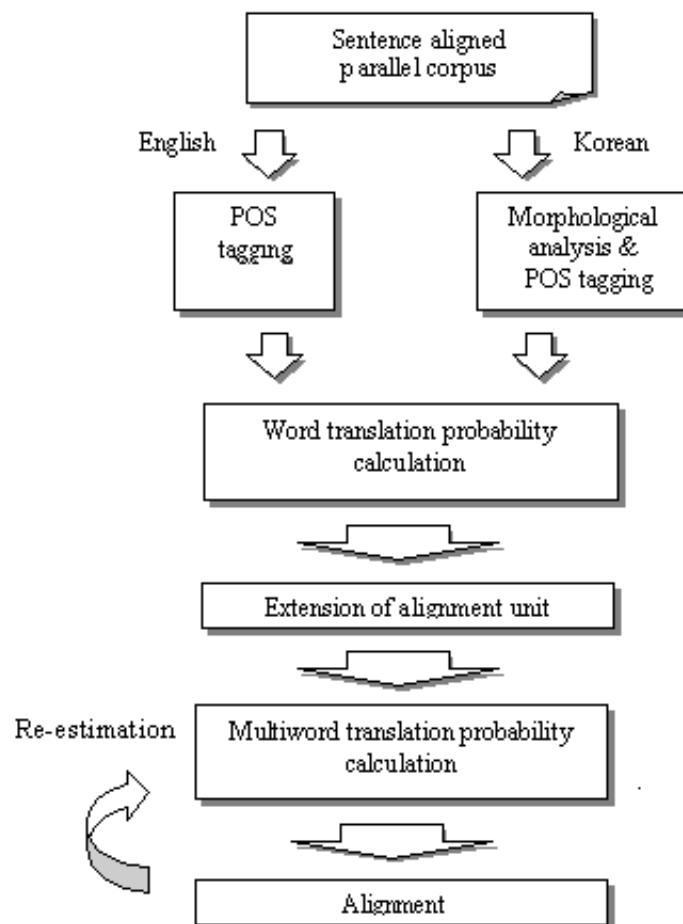 Sentence aligned
parallel corpus
English
Korean
POS
tagging
Morphological
analysis &
POS tagging
Word translation probability
calculation
Extension of alignment unit
Re-estimation
Multiword translation probability
calculation
Alignment